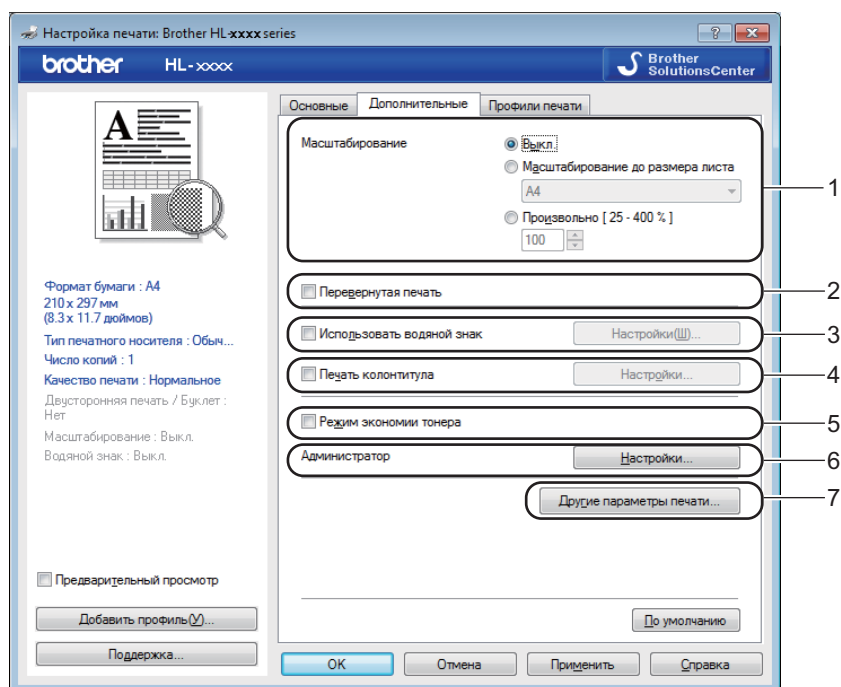 Настройка печати: Brother HL-xxxx series
brother HL-xxxx
Brother
SolutionsCenter
Основные Дополнительные Профили печати
Масштабирование
Выкл.
Масштабирование до размера листа
A4
Произвольно [ 25 - 400 % ]
100
1
Перевернутая печать
2
Использовать водяной знак Настройки(Ш)...
3
Печать колонтитула Настройки...
4
Режим экономии тонера
5
Администратор Настройки...
6
Другие параметры печати...
7
A
Формат бумаги : A4
210 x 297 мм
(8.3 x 11.7 дюймов)
Тип печатного носителя : Обыч...
Число копий : 1
Качество печати : Нормальное
Двусторонняя печать / Буклет :
Нет
Масштабирование : Выкл.
Водяной знак : Выкл.
Предварительный просмотр
Добавить профиль(У)...
Поддержка...
По умолчанию
OK Отмена Применить Справка